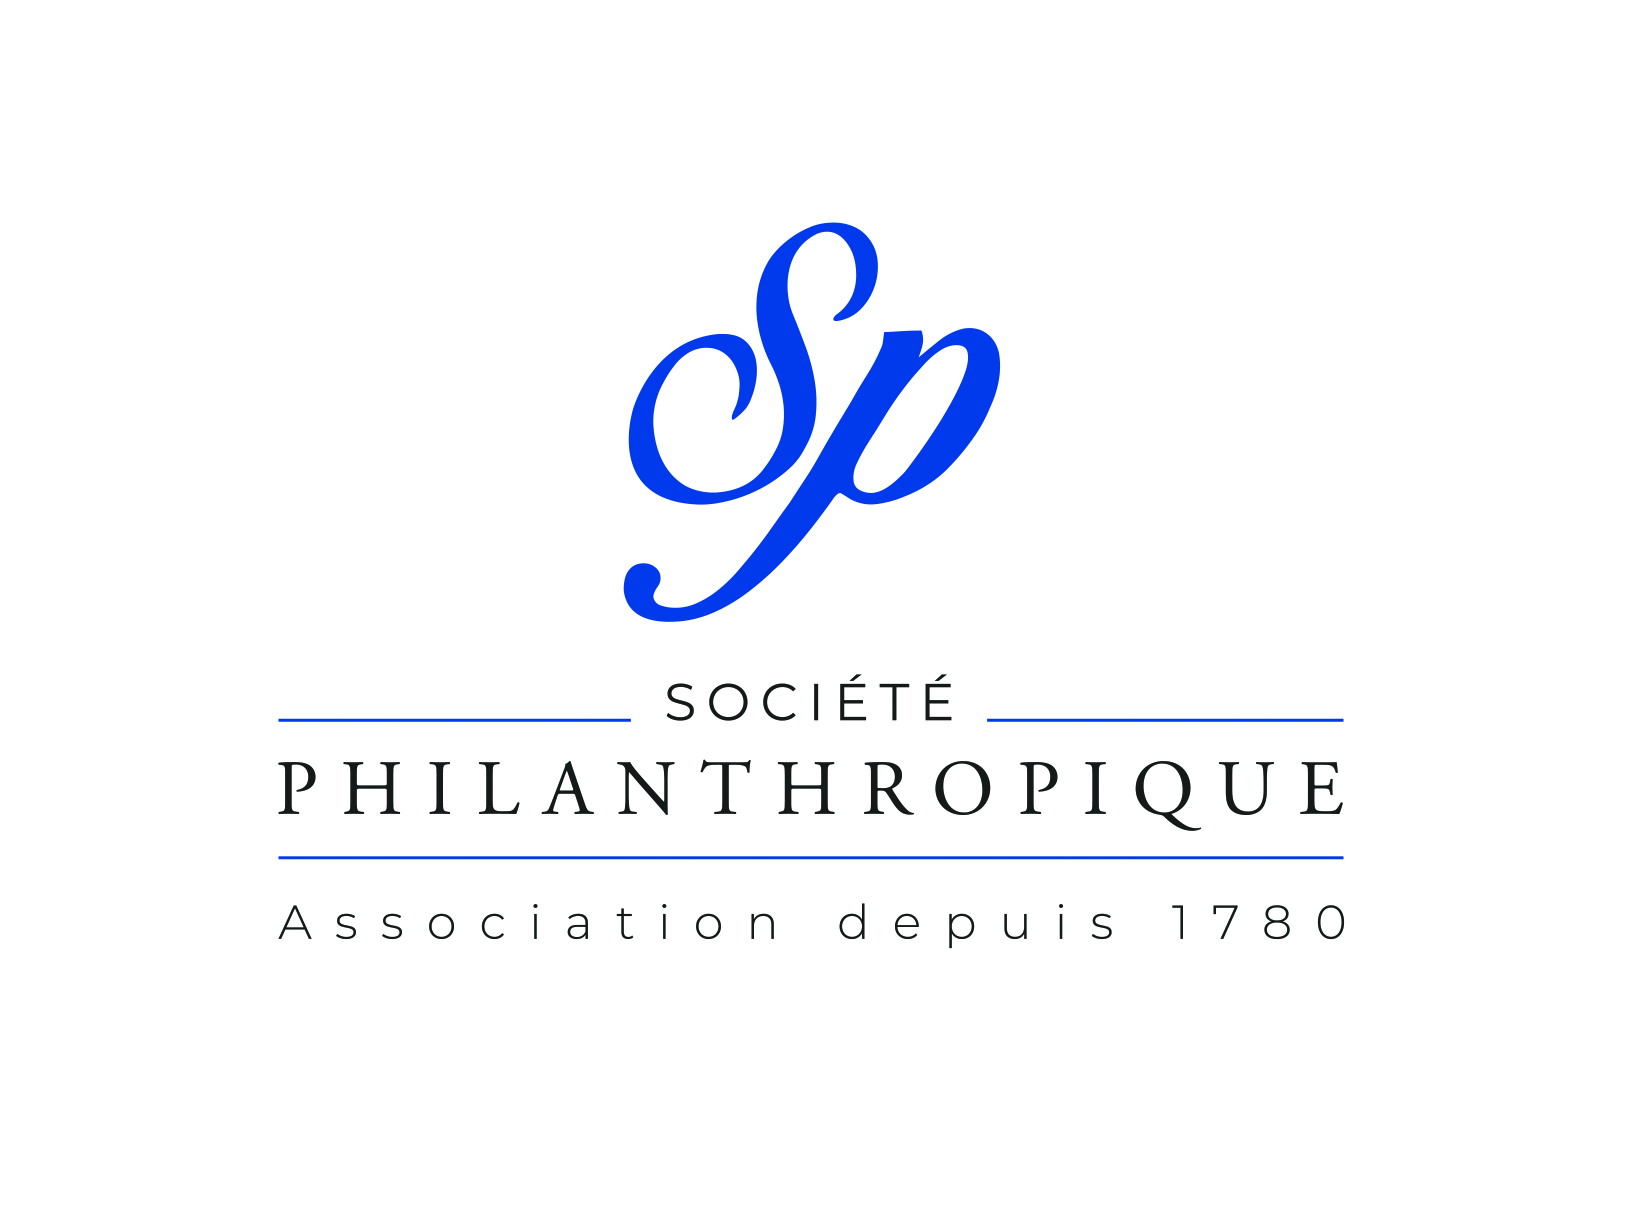 Sp
SOCIÉTÉ
PHILANTHROPIQUE
Association depuis 1780